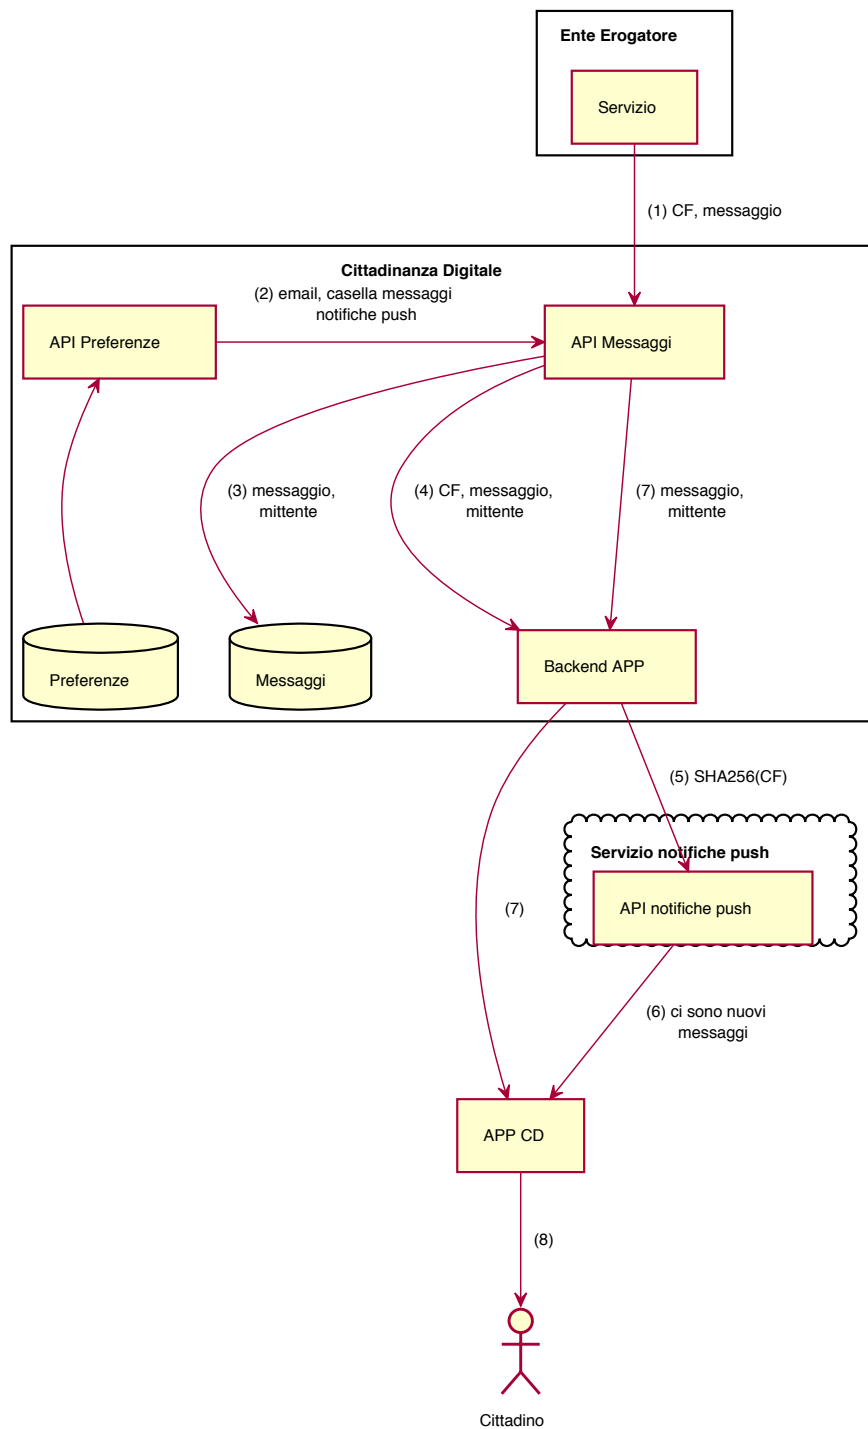 Ente Erogatore
Servizio
(1) CF, messaggio
Cittadinanza Digitale
(2) email, casella messaggi
notifiche push
API Preferenze
API Messaggi
(3) messaggio,
mittente
(4) CF, messaggio,
mittente
(7) messaggio,
mittente
Preferenze
Messaggi
Backend APP
(5) SHA256(CF)
Servizio notifiche push
API notifiche push
(7)
(6) ci sono nuovi
messaggi
APP CD
(8)
Cittadino